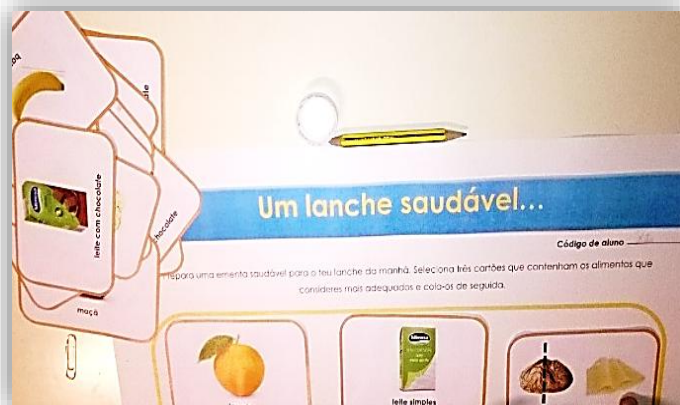 leite com chocolate
chocolate
maçã
Um lanche saudável...
Código de aluno
Prepara uma ementa saudável para o teu lanche da manhã. Seleciona três cartões que contenham os alimentos que
consideres mais adequados e cola-os de seguida.
Mimosa
leite simples